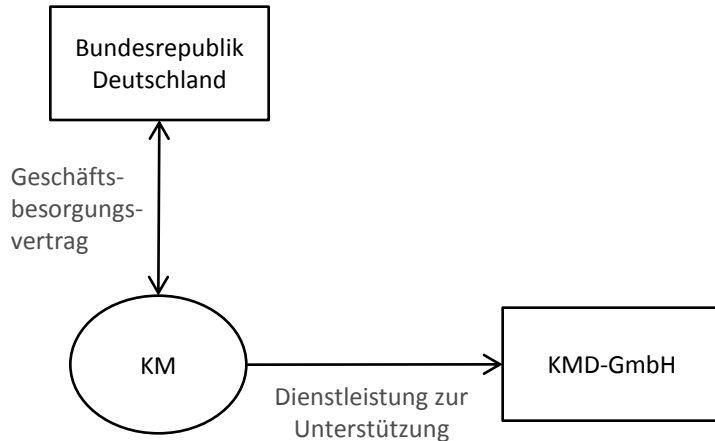 Bundesrepublik
Deutschland
Geschäfts-
besorgungs-
vertrag
KM
KMD-GmbH
Dienstleistung zur
Unterstützung